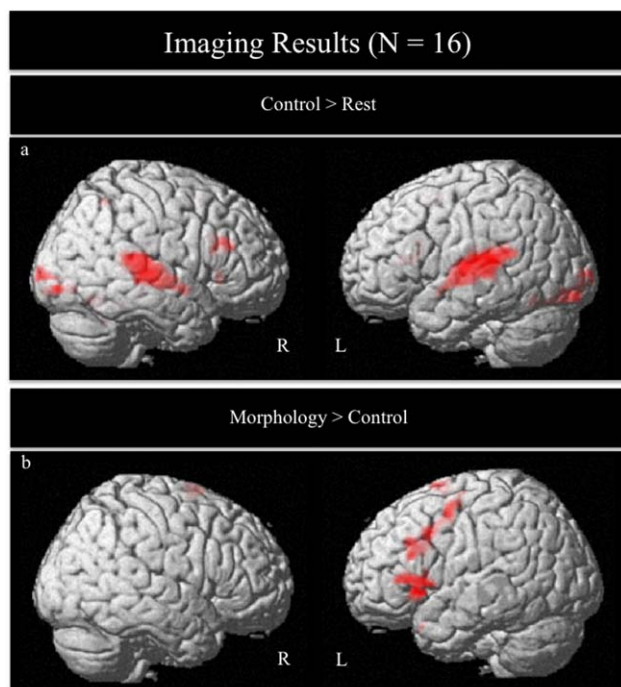 Imaging Results (N = 16)
Control > Rest
a
R L
Morphology > Control
b
R L